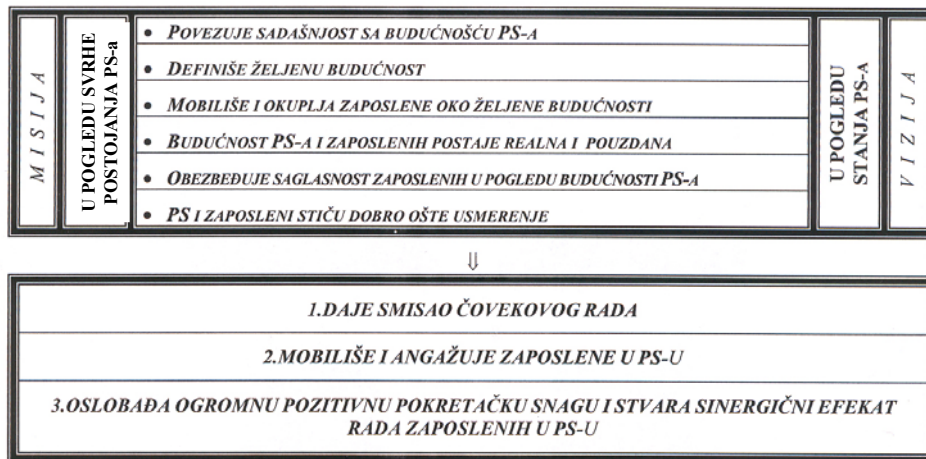 MISIJA
U POGLEDU SVRHE
POSTOJANJA PS-a
• POVEZUJE SADAŠNJOST SA BUDUĆNOŠĆU PS-A
• DEFINIŠE ŽELJENU BUDUĆNOST
• MOBILIŠE I OKUPLJA ZAPOSLENE OKO ŽELJENE BUDUĆNOSTI
• BUDUĆNOST PS-A I ZAPOSLENIH POSTAJE REALNA I POUZDANA
• OBEZBEĐUJE SAGLASNOST ZAPOSLENIH U POGLEDU BUDUĆNOSTI PS-A
• PS I ZAPOSLENI STIČU DOBRO OŠTE USMERENJE
U POGLEDU
STANJA PS-A
VIZIJA
⇓
1.DAJE SMISAO ČOVEKOVOG RADA
2.MOBILIŠE I ANGAŽUJE ZAPOSLENE U PS-U
3.OSLOBAĐA OGROMNU POZITIVNU POKRETAČKU SNAGU I STVARA SINERGIČNI EFEKAT
RADA ZAPOSLENIH U PS-U